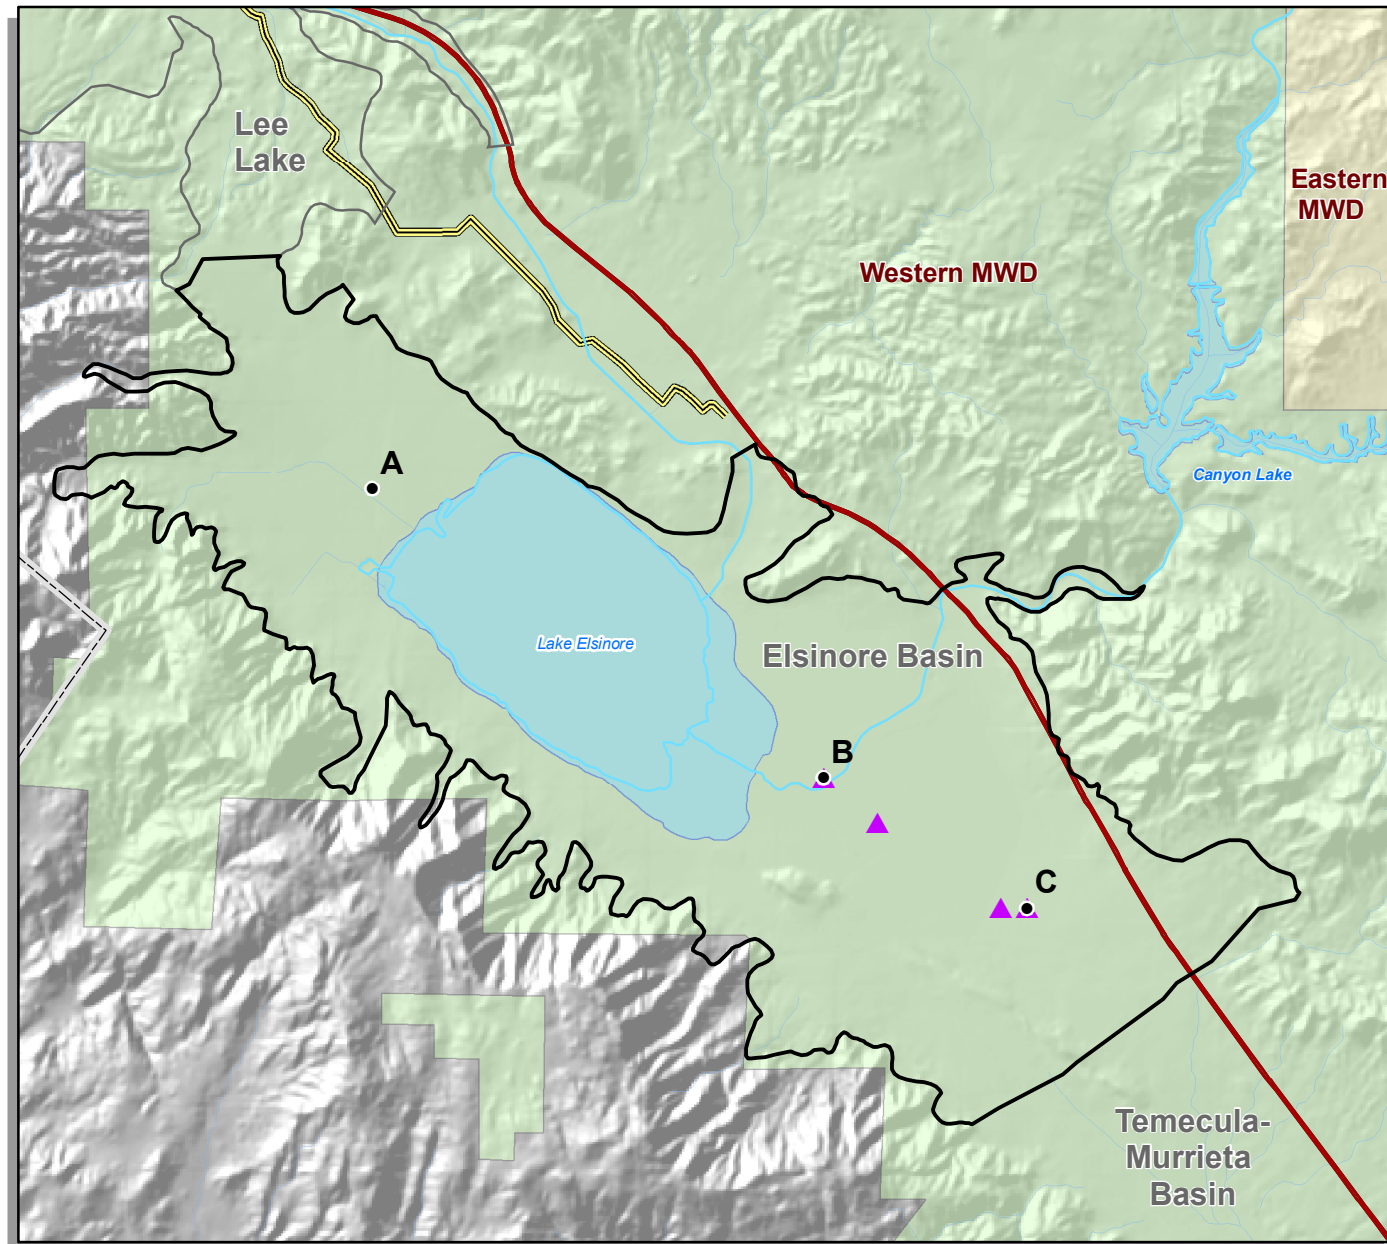 Lee
Lake
Eastern
MWD
Western MWD
A
Canyon Lake
Lake Elsinore
Elsinore Basin
B
C
Temecula-
Murrieta
Basin